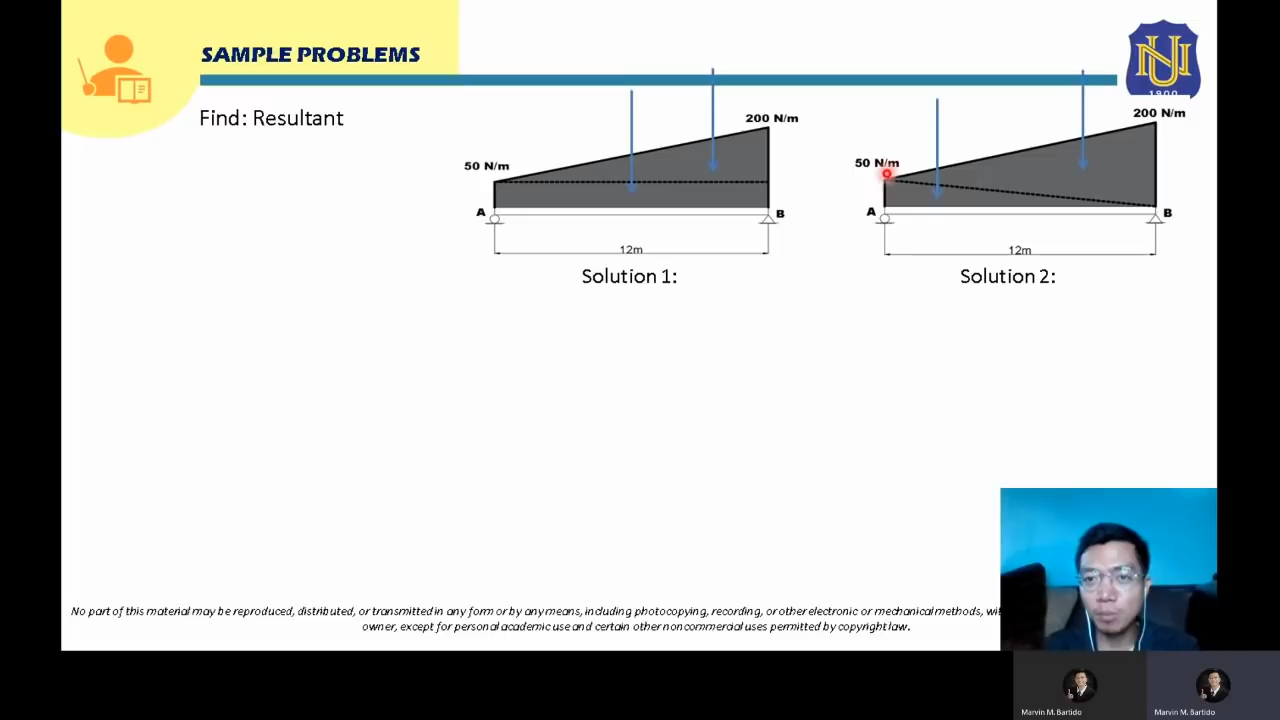 SAMPLE PROBLEMS
NU
1900
Find: Resultant
200 N/m
50 N/m
A
B
12m
Solution 1:
200 N/m
50 N/m
A
B
12m
Solution 2:
No part of this material may be reproduced, distributed, or transmitted in any form or by any means, including photocopying, recording, or other electronic or mechanical methods,
owner, except for personal academic use and certain other noncommercial uses permitted by copyright law.
Marvin M. Bartido
Marvin M. Bartido